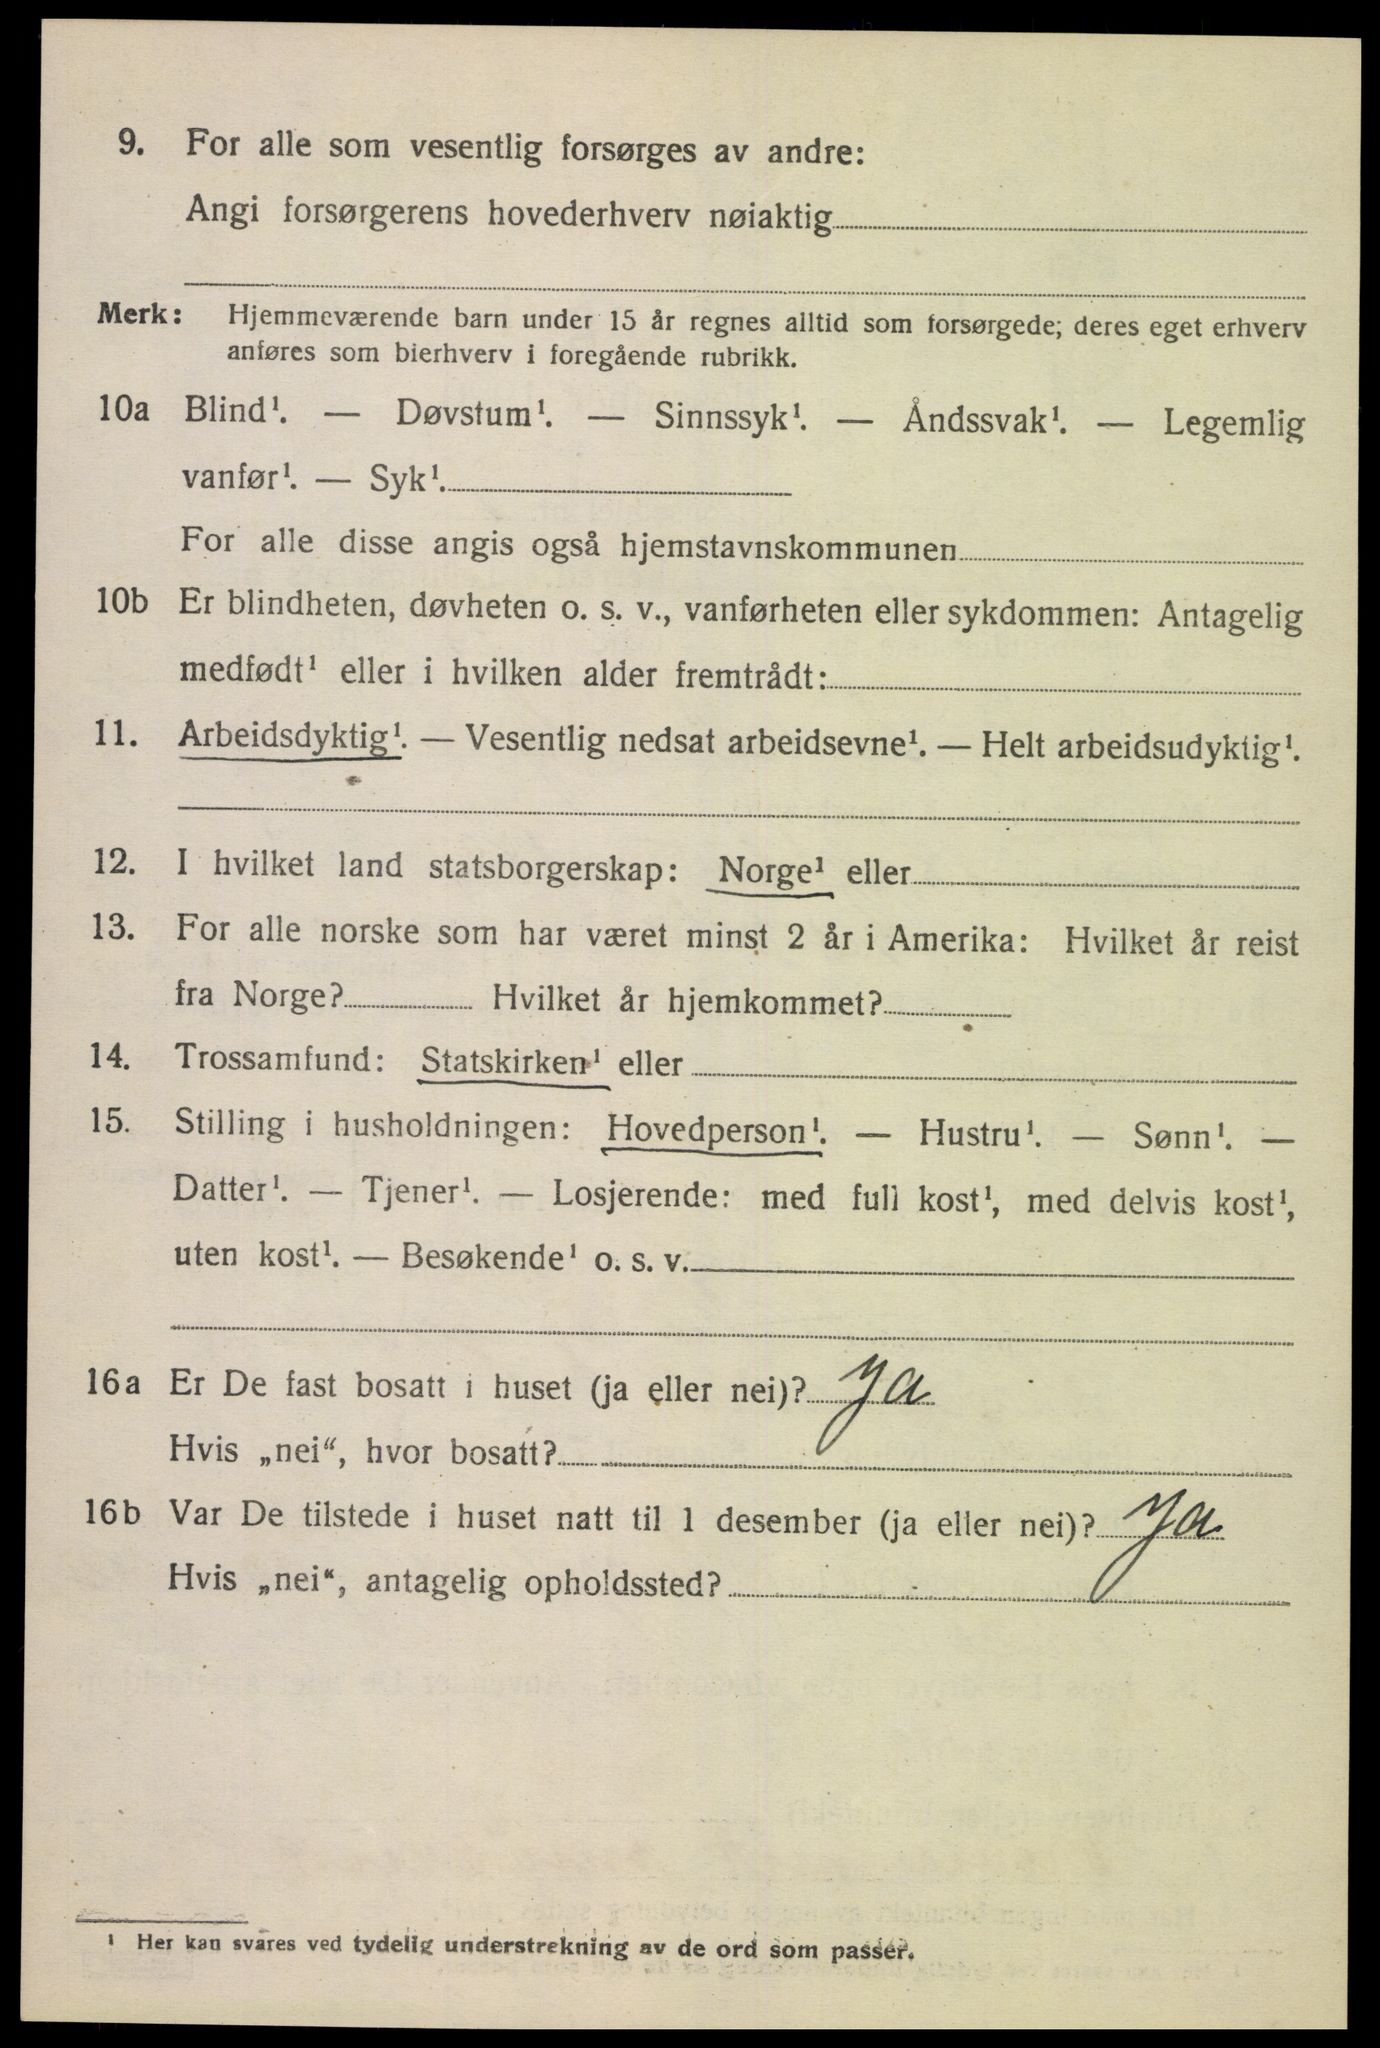 9. For alle som vesentlig forsørges av andre:
Angi forsørgerens hovederhverv nøiaktig
Merk: Hjemmeværende barn under 15 år regnes alltid som forsørgede; deres eget erhverv
anføres som bierhverv i foregående rubrikk.
10a Blind¹. — Døvstum¹. — Sinnssyk¹. — Åndssvak¹. — Legemlig
vanfør¹. — Syk¹.
For alle disse angis også hjemstavnskommunen
10b Er blindheten, døvheten o. s. v., vanførheten eller sykdommen: Antagelig
medfødt¹ eller i hvilken alder fremtrådt:
11. Arbeidsdyktig¹. — Vesentlig nedsat arbeidsevne¹. — Helt arbeidsudyktig¹.
12. I hvilket land statsborgerskap: Norge¹ eller
13. For alle norske som har været minst 2 år i Amerika: Hvilket år reist
fra Norge? Hvilket år hjemkommet?
14. Trossamfund: Statskirken¹ eller
15. Stilling i husholdningen: Hovedperson¹. — Hustru¹. — Sønn¹. —
Datter¹. — Tjener¹. — Losjerende: med full kost¹, med delvis kost¹,
uten kost¹. — Besøkende¹ o. s. v.
16a Er De fast bosatt i huset (ja eller nei)? Ja
Hvis „nei“, hvor bosatt?
16b Var De tilstede i huset natt til 1 desember (ja eller nei)? Ja
Hvis „nei“, antagelig opholdssted?
¹ Her kan svares ved tydelig understrekning av de ord som passer.